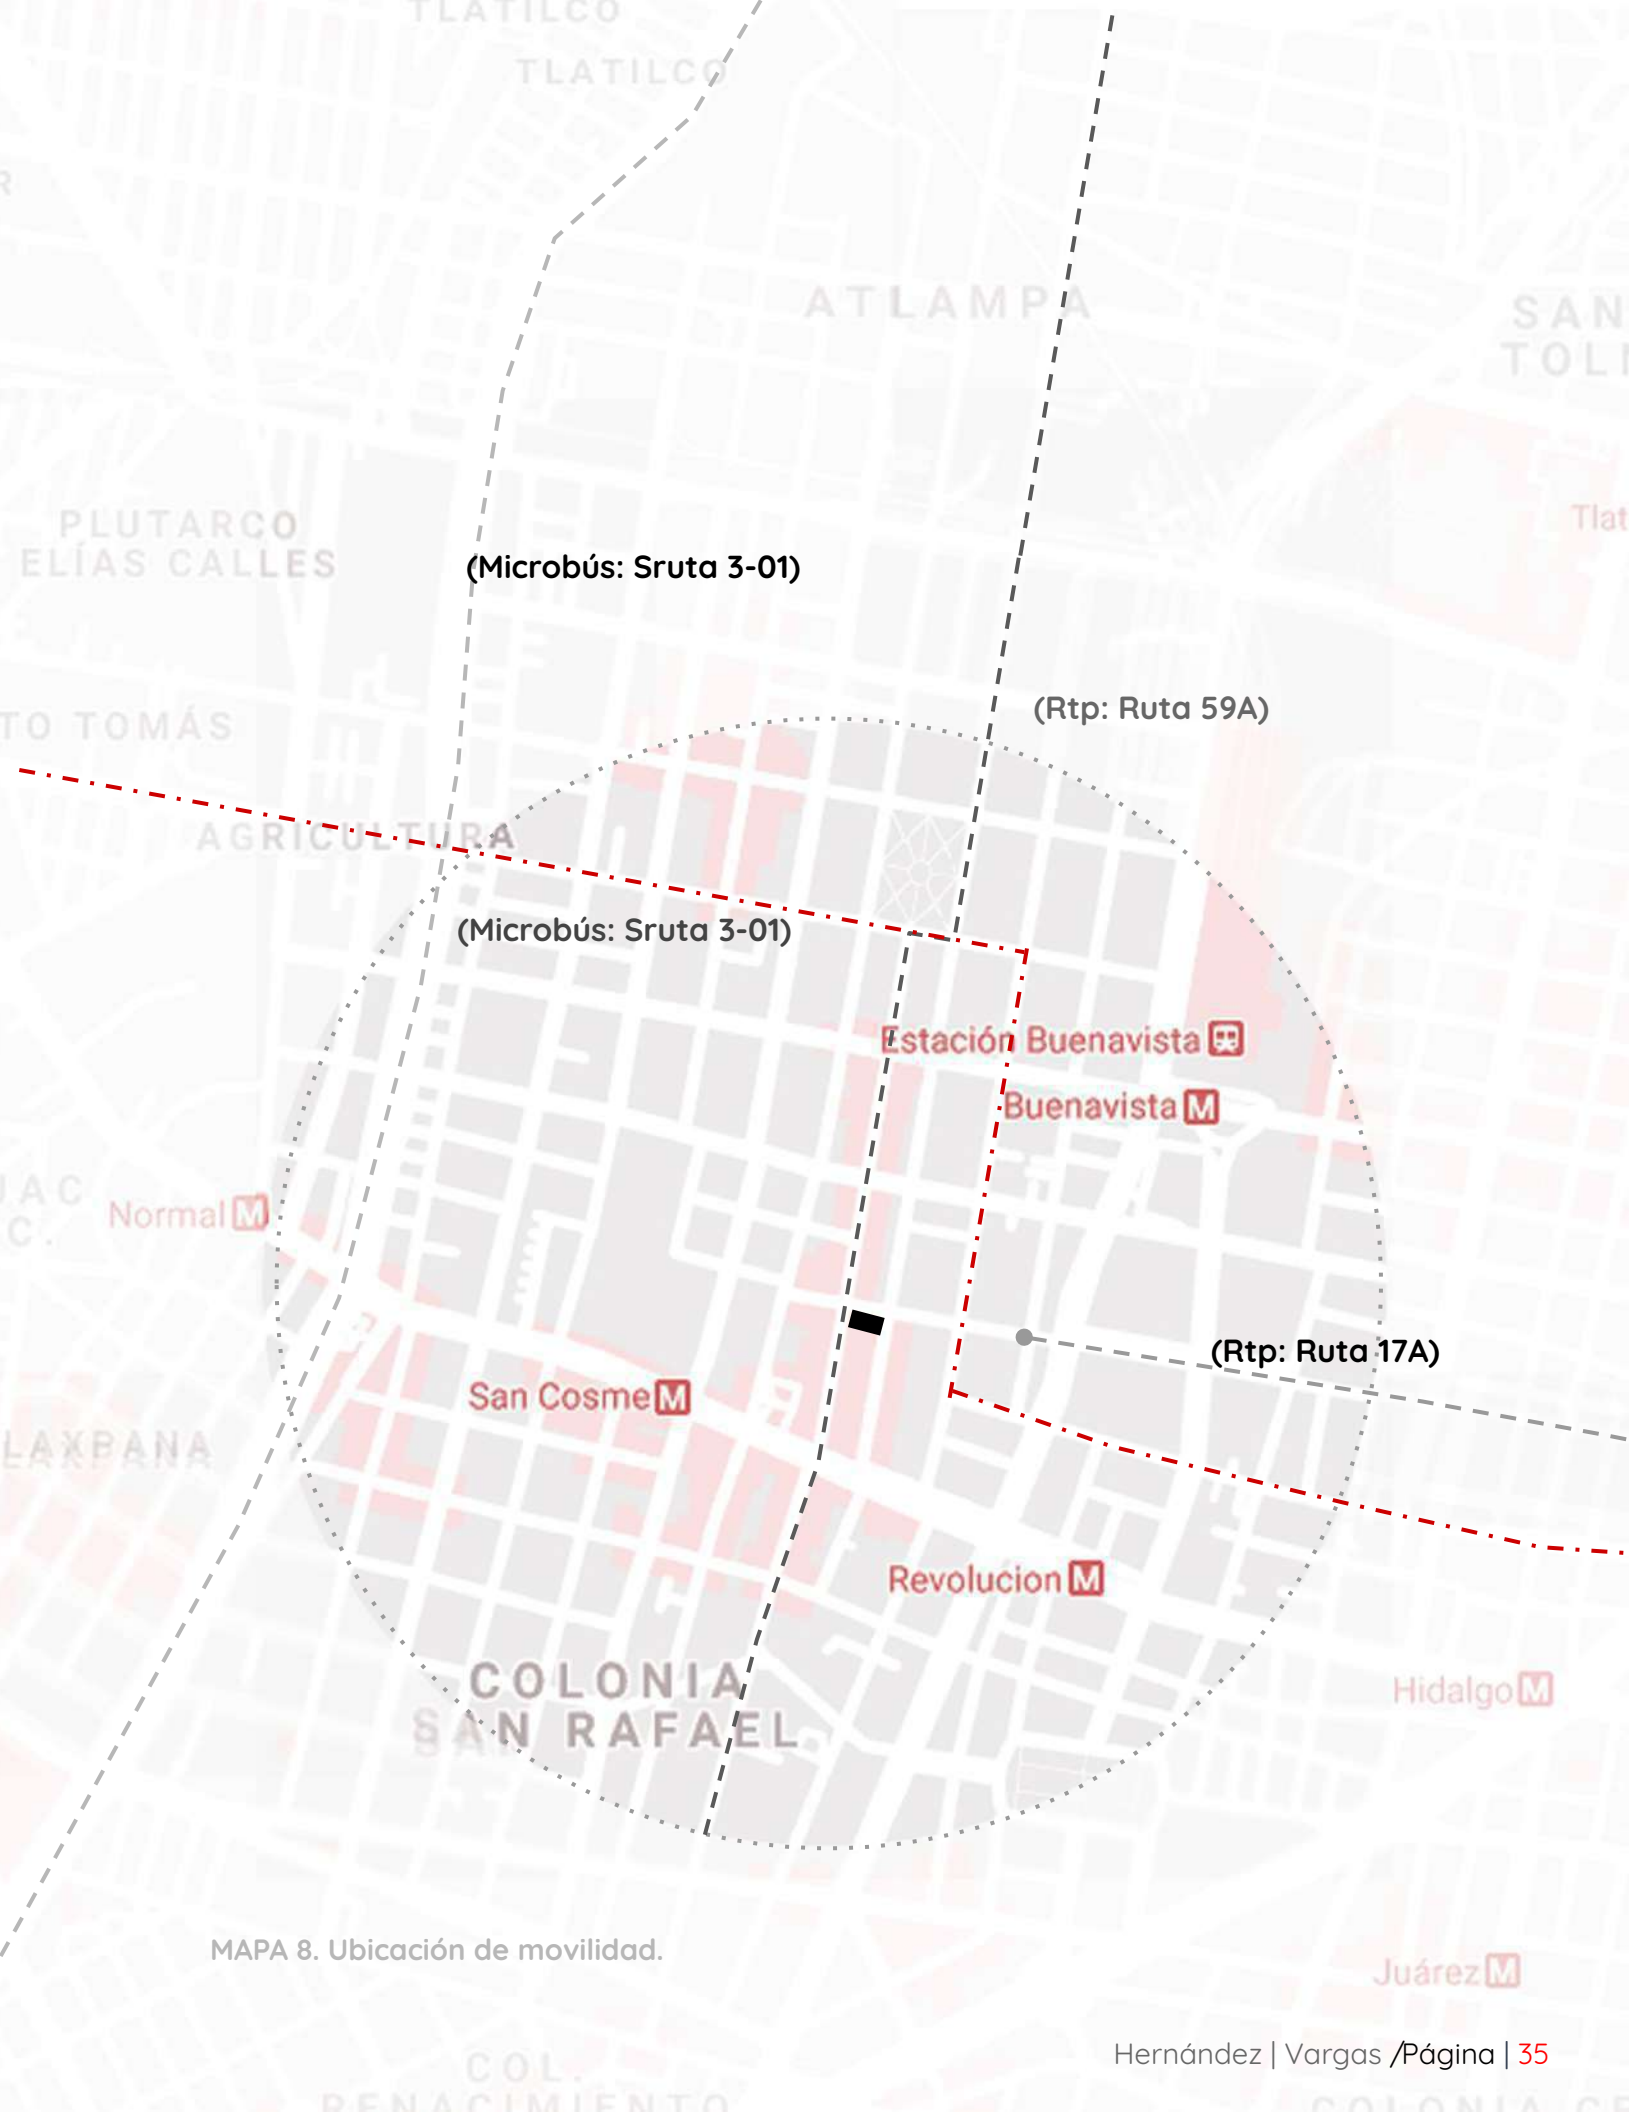 TLATILCO
TLATILCO
ATLAMPA
SAN
TOL
PLUTARCO
ELÍAS CALLES
Tlat
(Microbús: Sruta 3-01)
(Rtp: Ruta 59A)
TO TOMÁS
AGRICULTURA
(Microbús: Sruta 3-01)
Estación Buenavista
Buenavista M
Normal M
(Rtp: Ruta 17A)
San Cosme M
LAXPANA
Revolucion M
COLONIA
SAN RAFAEL
Hidalgo M
MAPA 8. Ubicación de movilidad.
Juárez M
Hernández | Vargas /Página | 35
COL.
RENACIMIENTO